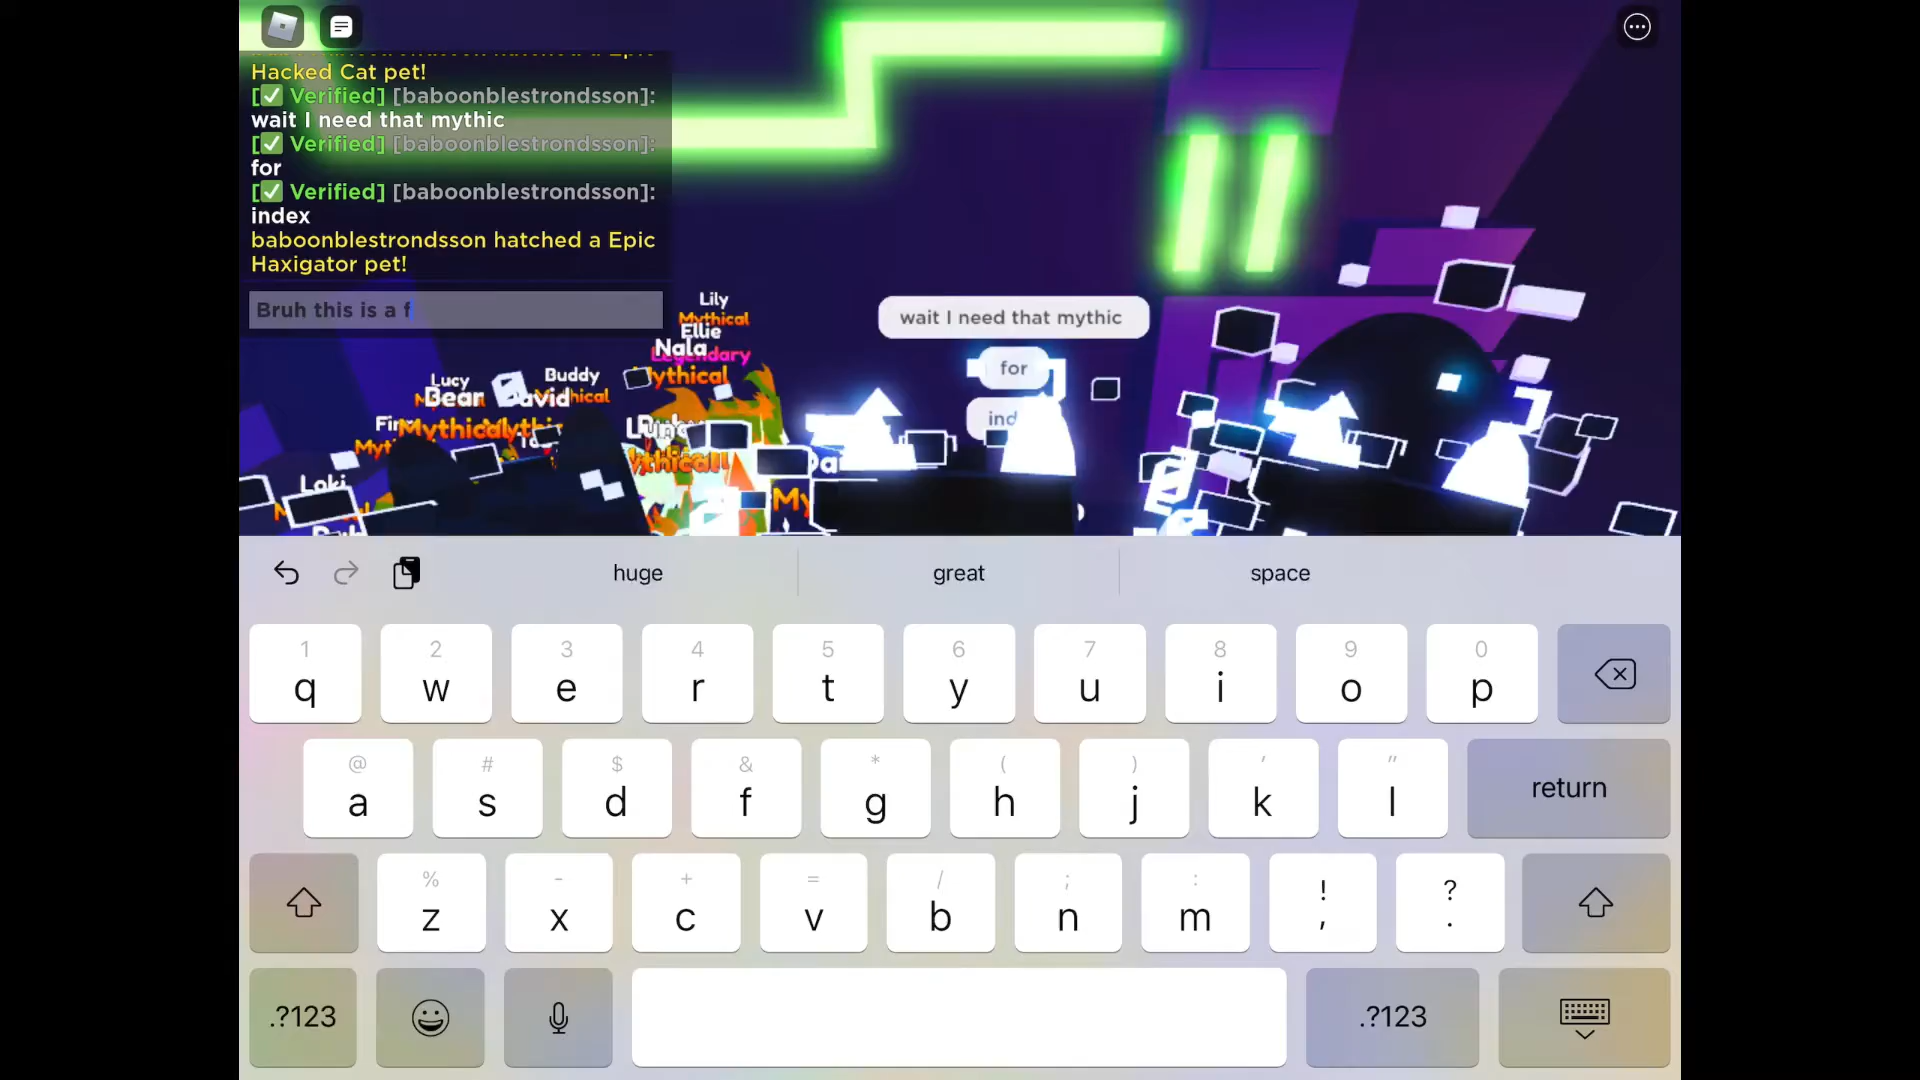 Hacked Cat pet!
[✅ Verified] [baboonblestrondsson]:
wait I need that mythic
[✅ Verified] [baboonblestrondsson]:
for
[✅ Verified] [baboonblestrondsson]:
index
baboonblestrondsson hatched a Epic
Haxigator pet!
Bruh this is a f
wait I need that mythic
for
ind
Lily
Mythical
Ellie
Nala
Legendary
Mythical
Lucy
Bear
Buddy
David
Mythical
Loki
huge
great
space
1 2 3 4 5 6 7 8 9 0
q w e r t y u i o p
@ # $ & * ( ) ' "
a s d f g h j k l return
% - + = / ; : ! ?
z x c v b n m , .
.?123 .?123